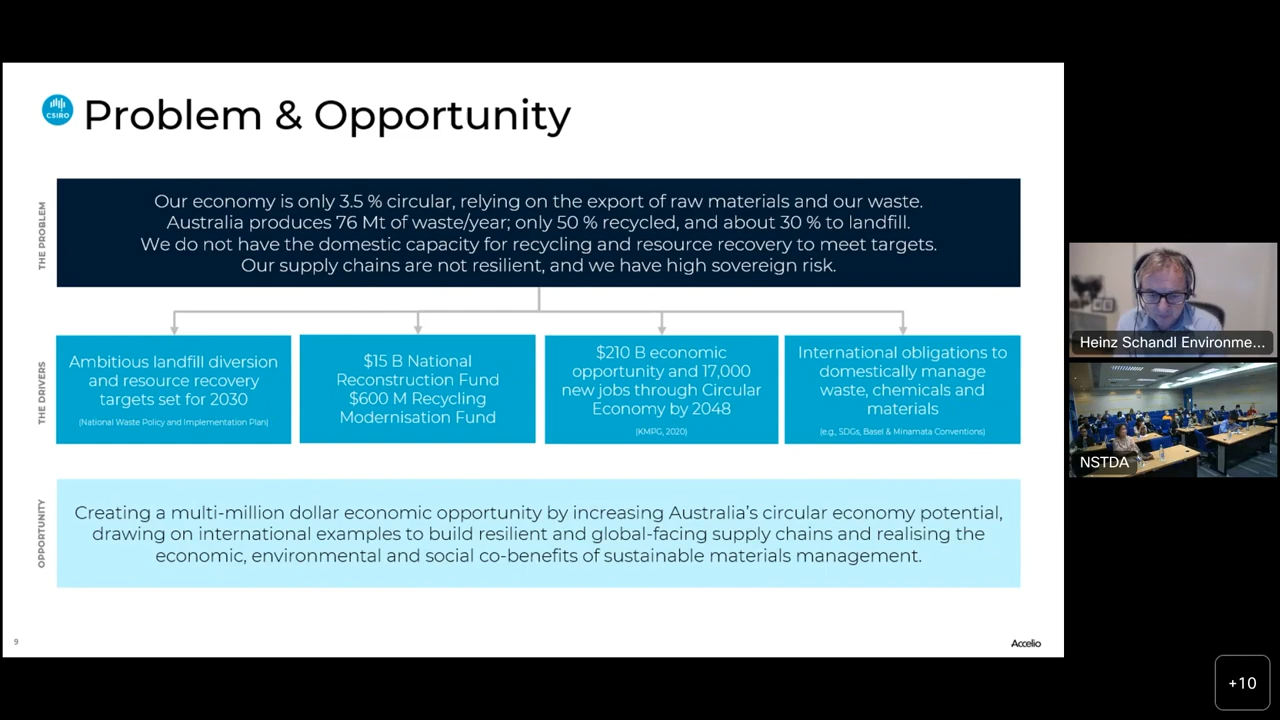 CSIRO
Problem & Opportunity
THE PROBLEM
Our economy is only 3.5 % circular, relying on the export of raw materials and our waste.
Australia produces 76 Mt of waste/year; only 50 % recycled, and about 30 % to landfill.
We do not have the domestic capacity for recycling and resource recovery to meet targets.
Our supply chains are not resilient, and we have high sovereign risk.
THE DRIVERS
Ambitious landfill diversion
and resource recovery
targets set for 2030
(National Waste Policy and Implementation Plan)
$15 B National
Reconstruction Fund
$600 M Recycling
Modernisation Fund
$210 B economic
opportunity and 17,000
new jobs through Circular
Economy by 2048
(KMPG, 2020)
International obligations to
domestically manage
waste, chemicals and
materials
(e.g., SDGs, Basel & Minamata Conventions)
OPPORTUNITY
Creating a multi-million dollar economic opportunity by increasing Australia's circular economy potential,
drawing on international examples to build resilient and global-facing supply chains and realising the
economic, environmental and social co-benefits of sustainable materials management.
9
Accelio
Heinz Schandl Environme...
NSTDA
+10